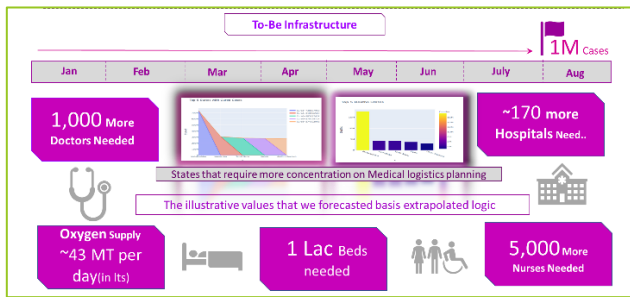 To-Be Infrastructure
1M Cases
Jan Feb Mar Apr May Jun July Aug
1,000 More
Doctors Needed
~170 more
Hospitals Need..
States that require more concentration on Medical logistics planning
The illustrative values that we forecasted basis extrapolated logic
Oxygen Supply
~43 MT per
day(in lts)
1 Lac Beds
needed
5,000 More
Nurses Needed